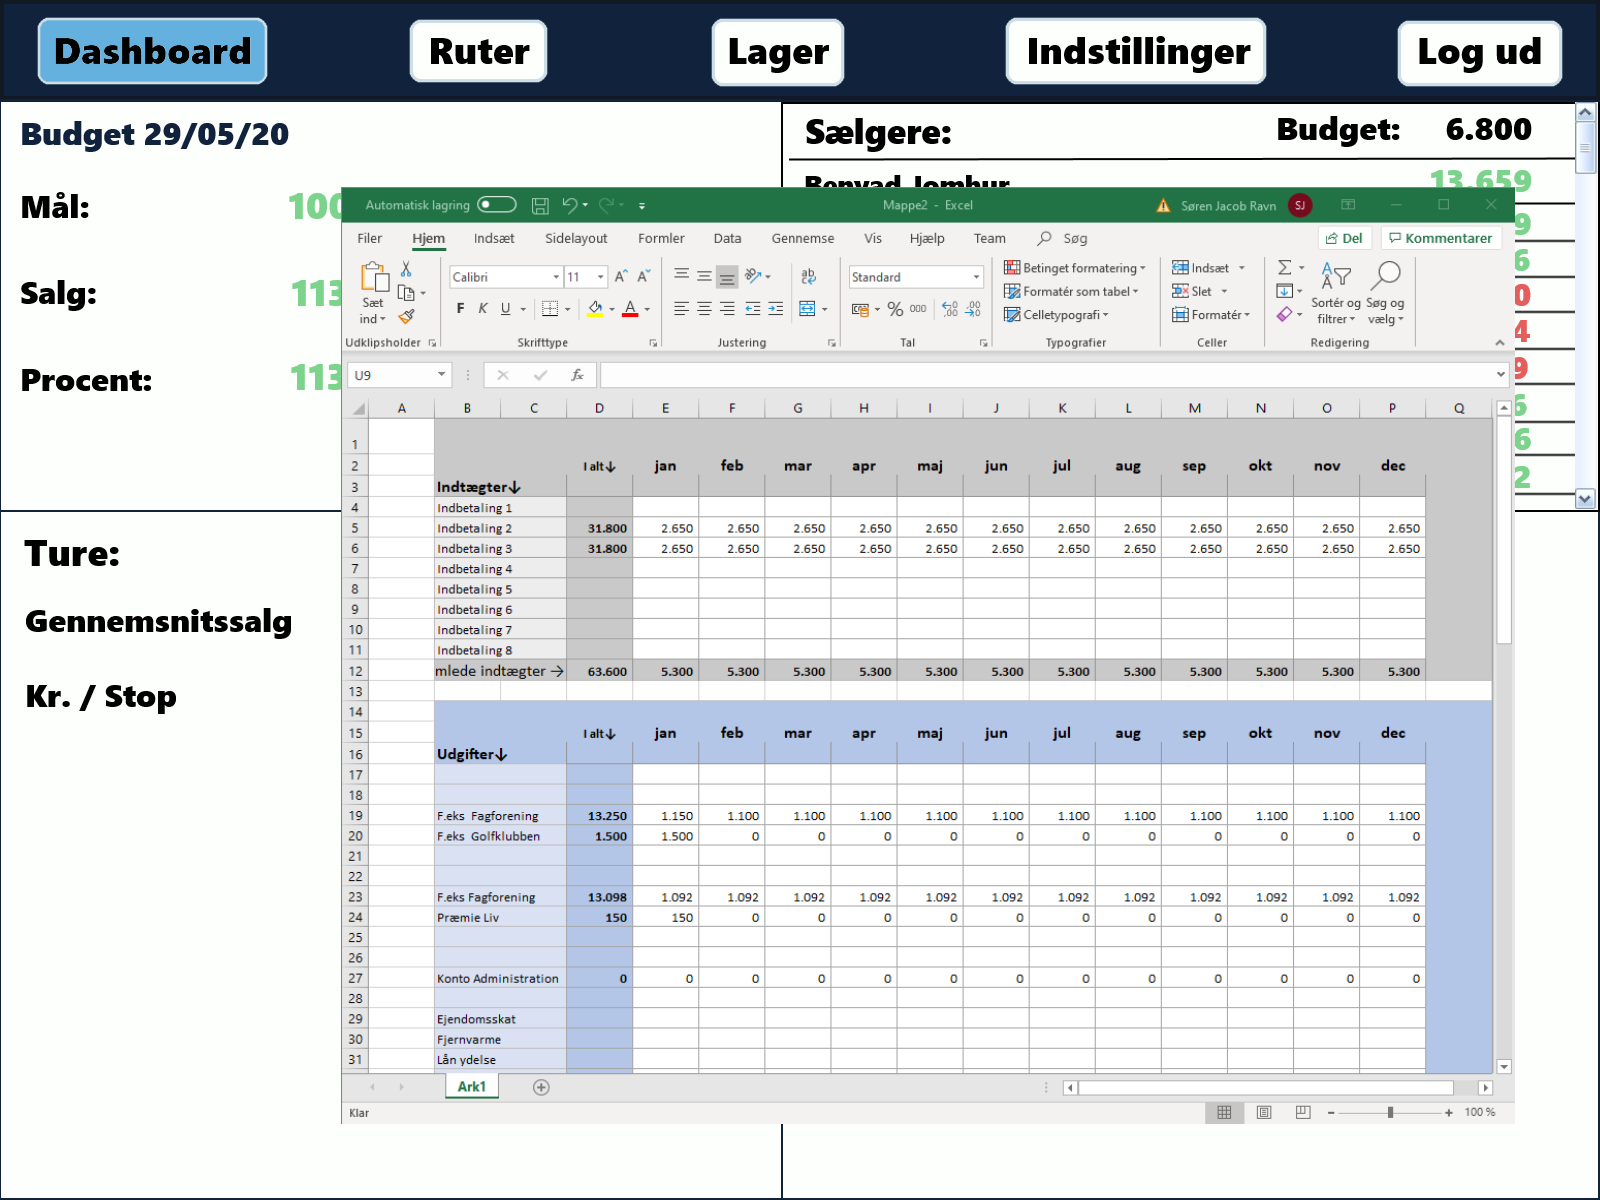 Dashboard Ruter Lager Indstillinger Log ud
Budget 29/05/20
Mål: 100
Salg: 113
Procent: 113
Sælgere: Budget: 6.800
13.659
9
6
0
4
9
6
6
2
Ture:
Gennemsnitssalg
Kr. / Stop
Automatisk lagring Mappe2 - Excel Søren Jacob Ravn SJ
Filer Hjem Indsæt Sidelayout Formler Data Gennemse Vis Hjælp Team Søg Del Kommentarer
Sæt ind
Calibri 11
F K U
Standard
% 000
Betinget formatering
Formatér som tabel
Celletypografi
Indsæt
Slet
Formatér
Sortér og filtrer
Søg og vælg
Udklipsholder Skrifttype Justering Tal Typografier Celler Redigering
U9 fx
A B C D E F G H I J K L M N O P Q
1
2 I alt↓ jan feb mar apr maj jun jul aug sep okt nov dec
3 Indtægter↓
4 Indbetaling 1
5 Indbetaling 2 31.800 2.650 2.650 2.650 2.650 2.650 2.650 2.650 2.650 2.650 2.650 2.650 2.650
6 Indbetaling 3 31.800 2.650 2.650 2.650 2.650 2.650 2.650 2.650 2.650 2.650 2.650 2.650 2.650
7 Indbetaling 4
8 Indbetaling 5
9 Indbetaling 6
10 Indbetaling 7
11 Indbetaling 8
12 mlede indtægter → 63.600 5.300 5.300 5.300 5.300 5.300 5.300 5.300 5.300 5.300 5.300 5.300 5.300
13
14
15 I alt↓ jan feb mar apr maj jun jul aug sep okt nov dec
16 Udgifter↓
17
18
19 F.eks Fagforening 13.250 1.150 1.100 1.100 1.100 1.100 1.100 1.100 1.100 1.100 1.100 1.100 1.100
20 F.eks Golfklubben 1.500 1.500 0 0 0 0 0 0 0 0 0 0 0
21
22
23 F.eks Fagforening 13.098 1.092 1.092 1.092 1.092 1.092 1.092 1.092 1.092 1.092 1.092 1.092 1.092
24 Præmie Liv 150 150 0 0 0 0 0 0 0 0 0 0 0
25
26
27 Konto Administration 0 0 0 0 0 0 0 0 0 0 0 0 0
28
29 Ejendomsskat
30 Fjernvarme
31 Lån ydelse
Ark1
Klar 100 %